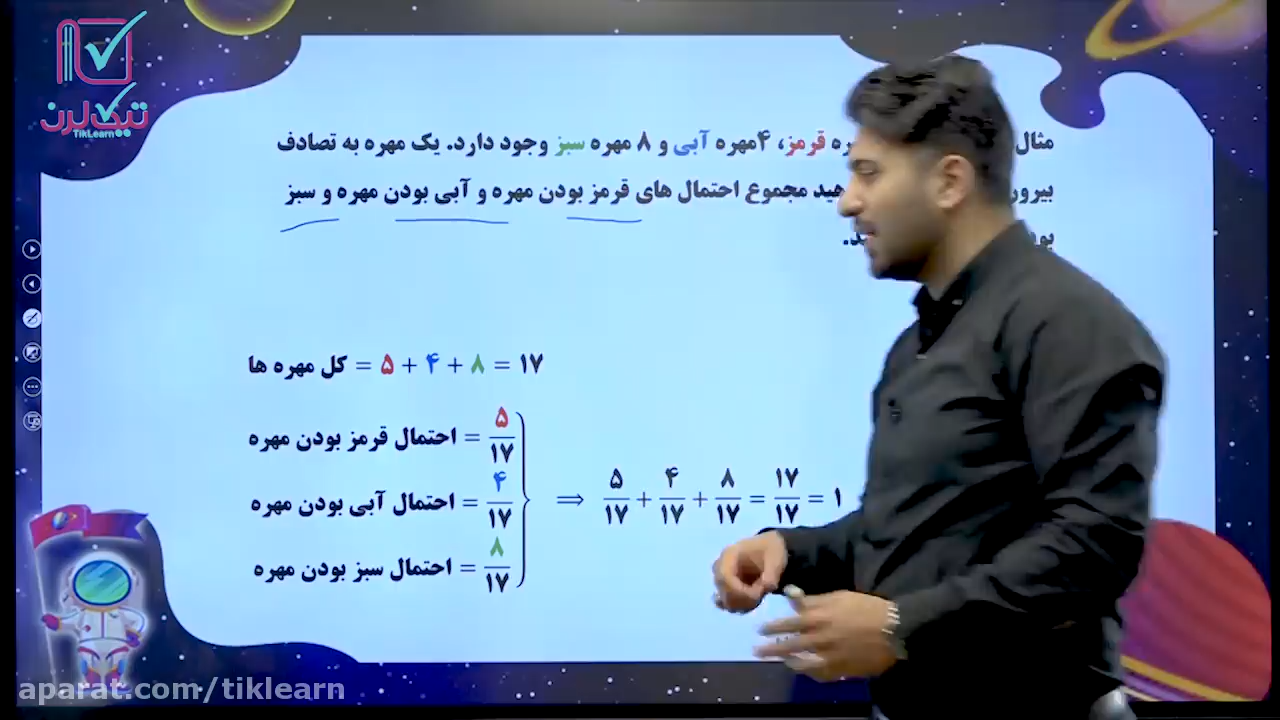 تیک لرن
TikLearn
مثال قرمز، ۴مهره آبی و ۸ مهره سبز وجود دارد. یک مهره به تصادف
مجموع احتمال های قرمز بودن مهره و آبی بودن مهره و سبز
کل مهره ها = ۵ + ۴ + ۸ = ۱۷
احتمال قرمز بودن مهره = ۵/۱۷
احتمال آبی بودن مهره = ۴/۱۷
احتمال سبز بودن مهره = ۸/۱۷
⇒ ۵/۱۷ + ۴/۱۷ + ۸/۱۷ = ۱۷/۱۷ = ۱
aparat.com/tiklearn